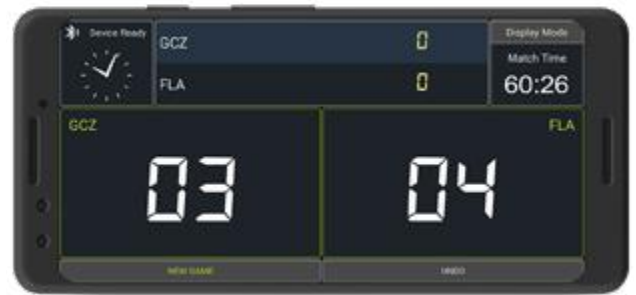 Device Ready
GCZ 0
FLA 0
Display Mode
Match Time
60:26
GCZ
03
FLA
04
NEW GAME
UNDO